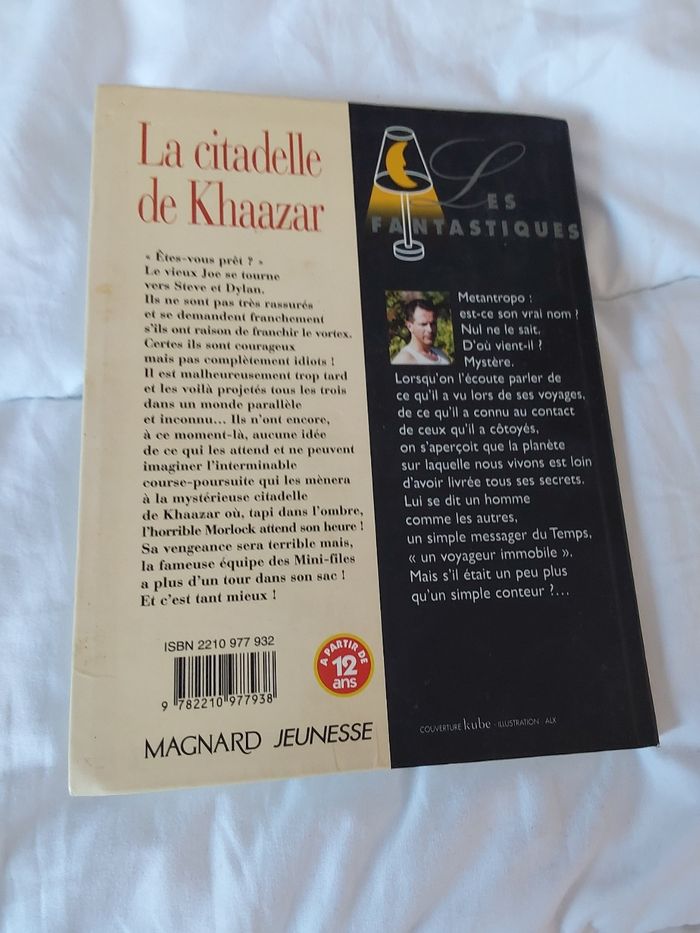 La citadelle
de Khaazar
« Êtes-vous prêt ? »
Le vieux Joe se tourne
vers Steve et Dylan.
Ils ne sont pas très rassurés
et se demandent franchement
s'ils ont raison de franchir le vortex.
Certes ils sont courageux
mais pas complètement idiots !
Il est malheureusement trop tard
et les voilà projetés tous les trois
dans un monde parallèle
et inconnu... Ils n'ont encore,
à ce moment-là, aucune idée
de ce qui les attend et ne peuvent
imaginer l'interminable
course-poursuite qui les mènera
à la mystérieuse citadelle
de Khaazar où, tapi dans l'ombre,
l'horrible Morlock attend son heure !
Sa vengeance sera terrible mais,
la fameuse équipe des Mini-files
a plus d'un tour dans son sac !
Et c'est tant mieux !
ISBN 2210 977 932
9 782210 977938
A PARTIR DE
12
ans
MAGNARD JEUNESSE
LES
FANTASTIQUES
Metantropo :
est-ce son vrai nom ?
Nul ne le sait.
D'où vient-il ?
Mystère.
Lorsqu'on l'écoute parler de
ce qu'il a vu lors de ses voyages,
de ce qu'il a connu au contact
de ceux qu'il a côtoyés,
on s'aperçoit que la planète
sur laquelle nous vivons est loin
d'avoir livrée tous ses secrets.
Lui se dit un homme
comme les autres,
un simple messager du Temps,
« un voyageur immobile ».
Mais s'il était un peu plus
qu'un simple conteur ?...
COUVERTURE kube - ILLUSTRATION : ALX